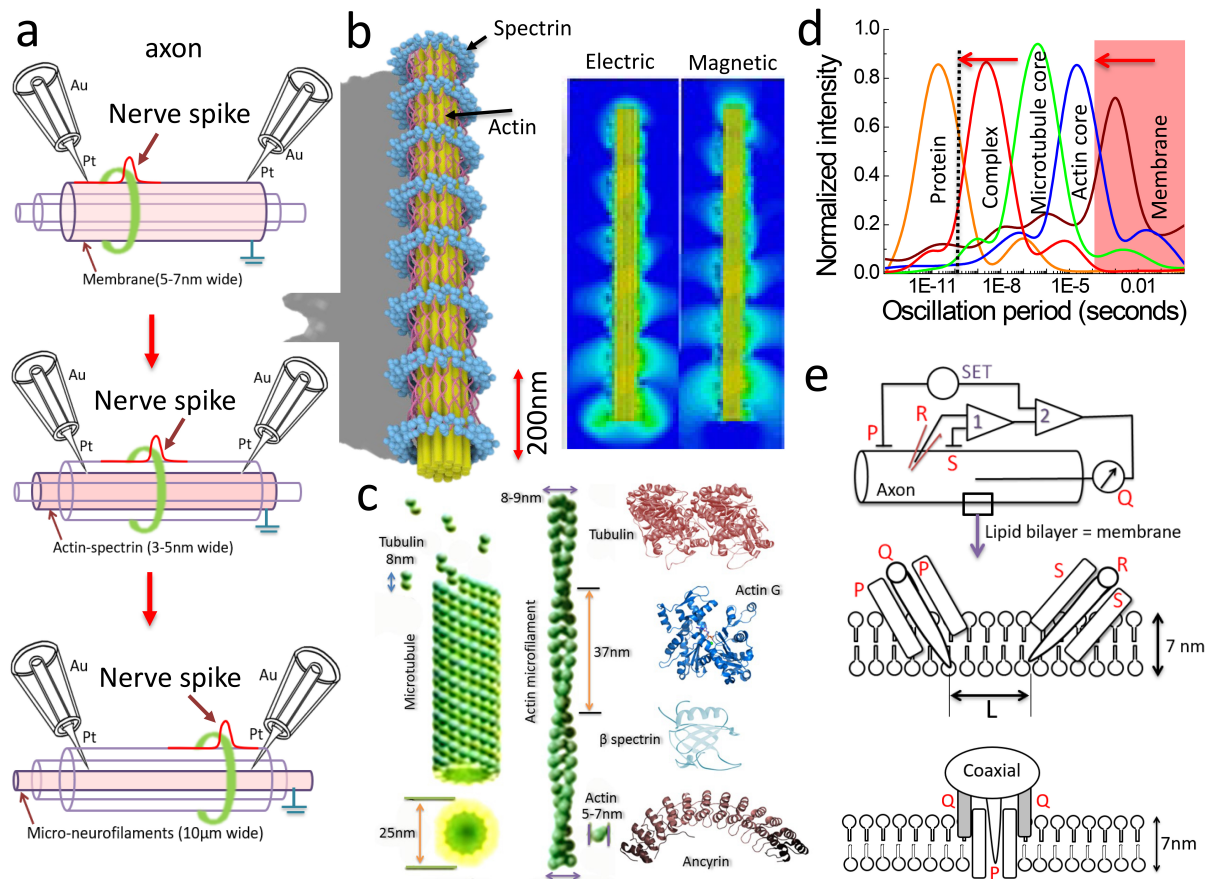 a
axon
Au
Nerve spike
Au
Pt
Pt
Membrane(5-7nm wide)
Au
Nerve spike
Au
Pt
Pt
Actin-spectrin (3-5nm wide)
Au
Nerve spike
Au
Pt
Pt
Micro-neurofilaments (10µm wide)
b
Spectrin
Actin
200nm
Electric
Magnetic
c
Tubulin
8nm
Microtubule
25nm
8-9nm
Actin microfilament
37nm
Actin
5-7nm
Tubulin
Actin G
β spectrin
Ancyrin
d
Normalized intensity
1.0
0.8
0.6
0.4
0.2
0.0
Protein
Complex
Microtubule core
Actin core
Membrane
1E-11
1E-8
1E-5
0.01
Oscillation period (seconds)
e
SET
P
R
S
1
2
Q
Axon
Lipid bilayer = membrane
Q
P
P
S
R
S
7 nm
L
Coaxial
Q
Q
P
7nm